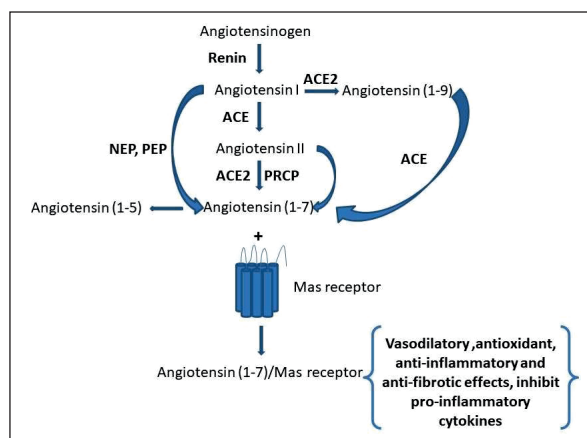 Angiotensinogen
Renin
ACE2
Angiotensin I
Angiotensin (1-9)
ACE
NEP, PEP
Angiotensin II
ACE
ACE2 PRCP
Angiotensin (1-5)
Angiotensin (1-7)
+
Mas receptor
Angiotensin (1-7)/Mas receptor
Vasodilatory ,antioxidant,
anti-inflammatory and
anti-fibrotic effects, inhibit
pro-inflammatory
cytokines